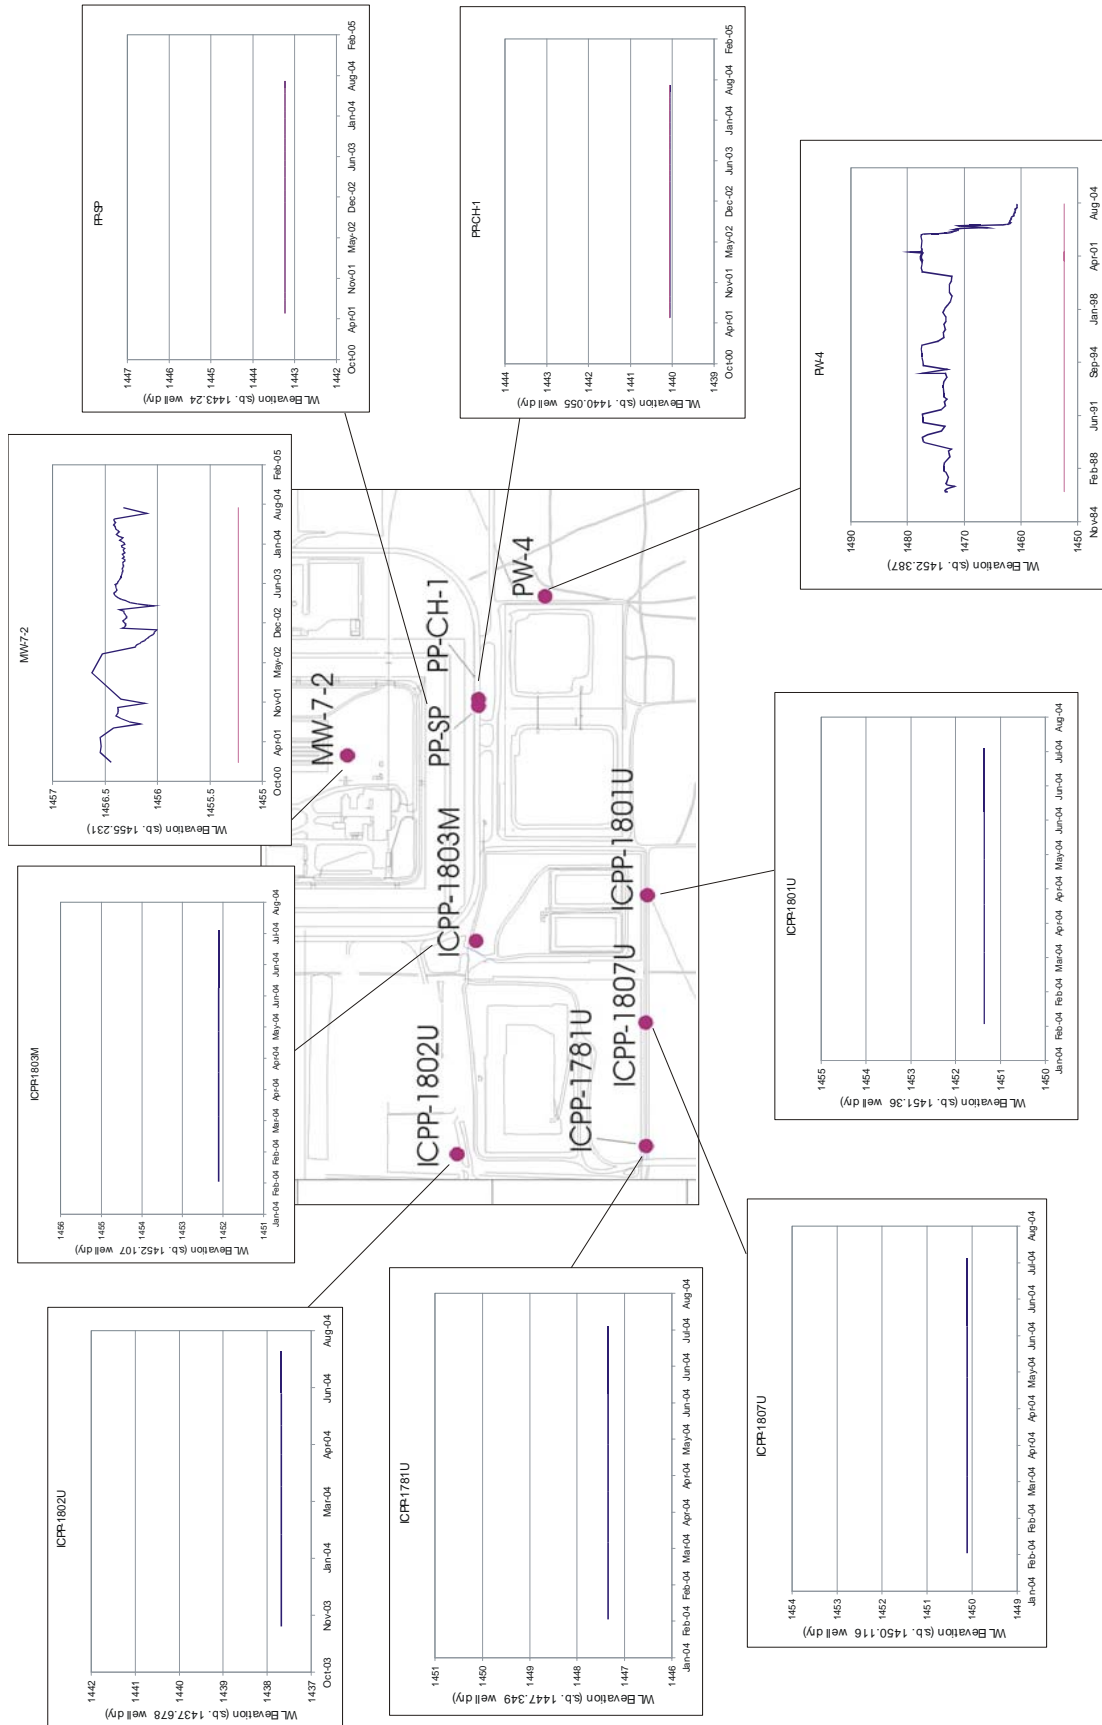 PP-SP
WL Elevation (s.b. 1443.24 well dry)
1447
1446
1445
1444
1443
1442
Oct-00 Apr-01 Nov-01 May-02 Dec-02 Jun-03 Jan-04 Aug-04 Feb-05
PP-CH-1
WL Elevation (s.b. 1440.055 well dry)
1444
1443
1442
1441
1440
1439
Oct-00 Apr-01 Nov-01 May-02 Dec-02 Jun-03 Jan-04 Aug-04 Feb-05
PW-4
WL Elevation (s.b. 1452.387)
1490
1480
1470
1460
1450
Nov-84 Feb-88 Jun-91 Sep-94 Jan-98 Apr-01 Aug-04
MW-7-2
WL Elevation (s.b. 1455.231)
1457
1456.5
1456
1455.5
1455
Oct-00 Apr-01 Nov-01 May-02 Dec-02 Jun-03 Jan-04 Aug-04 Feb-05
MW-7-2
PP-SP
PP-CH-1
PW-4
ICPP-1803M
ICPP-1801U
ICPP-1802U
ICPP-1807U
ICPP-1781U
ICPP-1803M
WL Elevation (s.b. 1452.107 well dry)
1456
1455
1454
1453
1452
1451
Jan-04 Feb-04 Feb-04 Mar-04 Apr-04 Apr-04 May-04 Jun-04 Jun-04 Jul-04 Aug-04
ICPP-1801U
WL Elevation (s.b. 1451.36 well dry)
1455
1454
1453
1452
1451
1450
Jan-04 Feb-04 Feb-04 Mar-04 Apr-04 Apr-04 May-04 Jun-04 Jun-04 Jul-04 Aug-04
ICPP-1802U
WL Elevation (s.b. 1437.678 well dry)
1442
1441
1440
1439
1438
1437
Oct-03 Nov-03 Jan-04 Mar-04 Apr-04 Jun-04 Aug-04
ICPP-1781U
WL Elevation (s.b. 1447.349 well dry)
1451
1450
1449
1448
1447
1446
Jan-04 Feb-04 Feb-04 Mar-04 Apr-04 Apr-04 May-04 Jun-04 Jun-04 Jul-04 Aug-04
ICPP-1807U
WL Elevation (s.b. 1450.116 well dry)
1454
1453
1452
1451
1450
1449
Jan-04 Feb-04 Feb-04 Mar-04 Apr-04 Apr-04 May-04 Jun-04 Jun-04 Jul-04 Aug-04